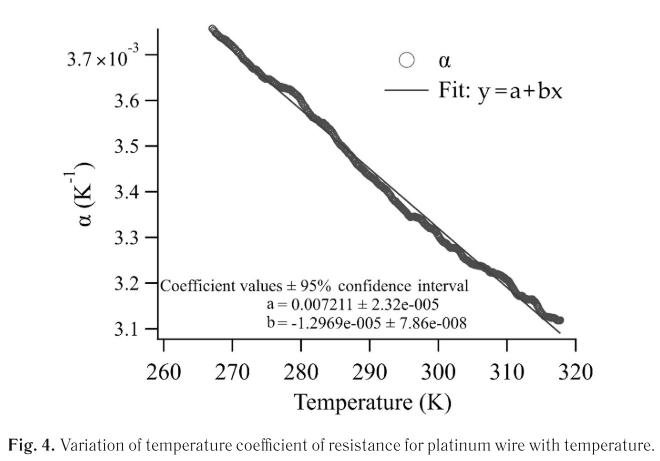 3.7×10⁻³
3.6
3.5
3.4
3.3
3.2
3.1
α (K⁻¹)
α
Fit: y=a+bx
Coefficient values ± 95% confidence interval
a = 0.007211 ± 2.32e-005
b = -1.2969e-005 ± 7.86e-008
260 270 280 290 300 310 320
Temperature (K)
Fig. 4. Variation of temperature coefficient of resistance for platinum wire with temperature.